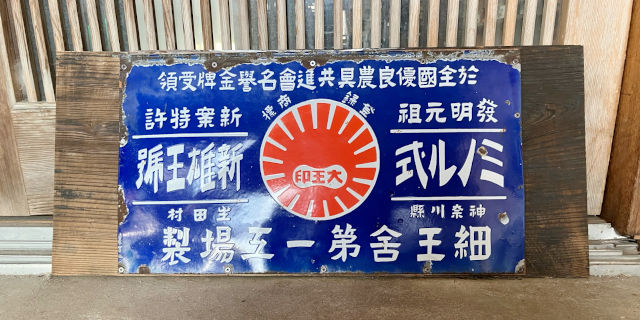 於全國優良農具共進會名譽金牌受領
登錄商標
發明元祖
ミノル式
神奈川縣
大王印
新案特許
新雄王號
生田村
細王舍第一工場製